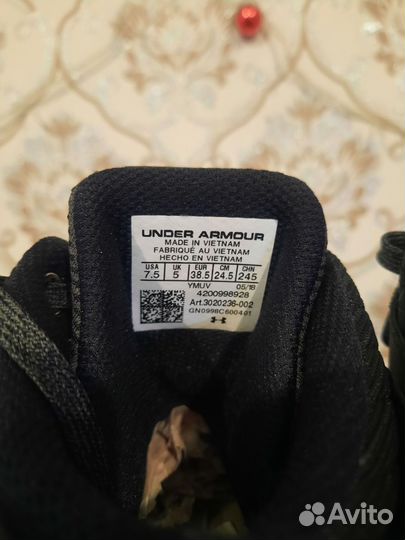 UNDER ARMOUR
MADE IN VIETNAM
FABRIQUÉ AU VIETNAM
HECHO EN VIETNAM
USA UK EUR CM CHN
7.5 5 38.5 24.5 245
YMUV 05/18
4200998928
Art.3020236-002
GN0998C600401
Avito